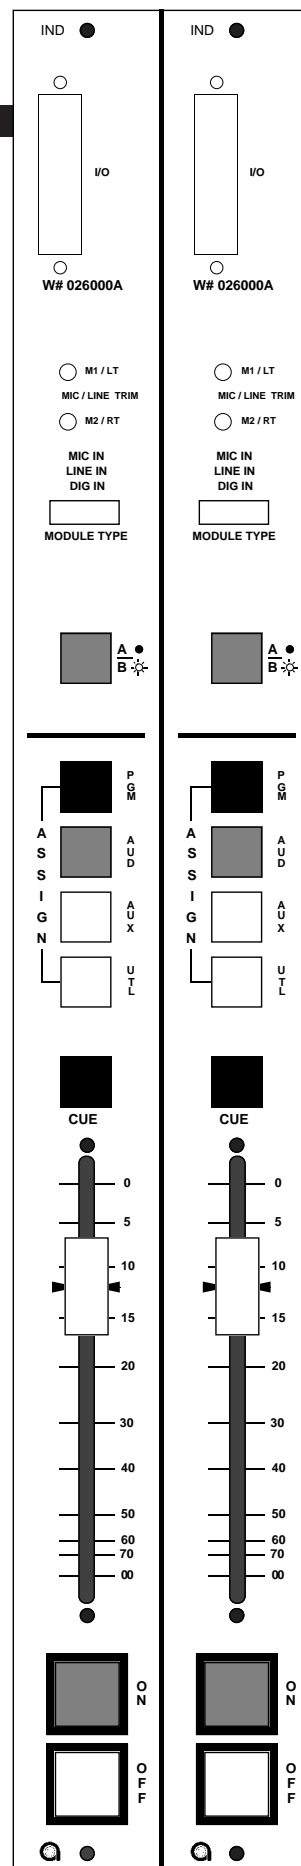 IND
I/O
W# 026000A
M1 / LT
MIC / LINE TRIM
M2 / RT
MIC IN
LINE IN
DIG IN
MODULE TYPE
A
B
PGM
ASSIGN
AUD
AUX
UTL
CUE
0
5
10
15
20
30
40
50
60
70
00
ON
OFF
IND
I/O
W# 026000A
M1 / LT
MIC / LINE TRIM
M2 / RT
MIC IN
LINE IN
DIG IN
MODULE TYPE
A
B
PGM
ASSIGN
AUD
AUX
UTL
CUE
0
5
10
15
20
30
40
50
60
70
00
ON
OFF